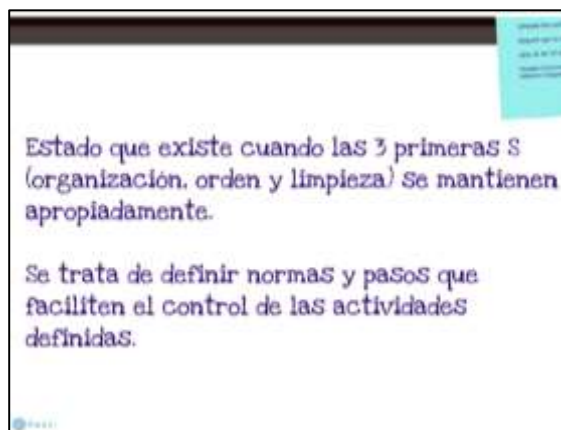 Estado que existe cuando las 3 primeras S
(organización, orden y limpieza) se mantienen
apropiadamente.
Se trata de definir normas y pasos que
faciliten el control de las actividades
definidas.